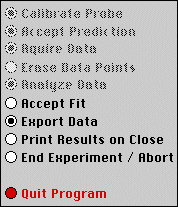 Calibrate Probe
Accept Prediction
Aquire Data
Erase Data Points
Analyze Data
Accept Fit
Export Data
Print Results on Close
End Experiment / Abort
Quit Program